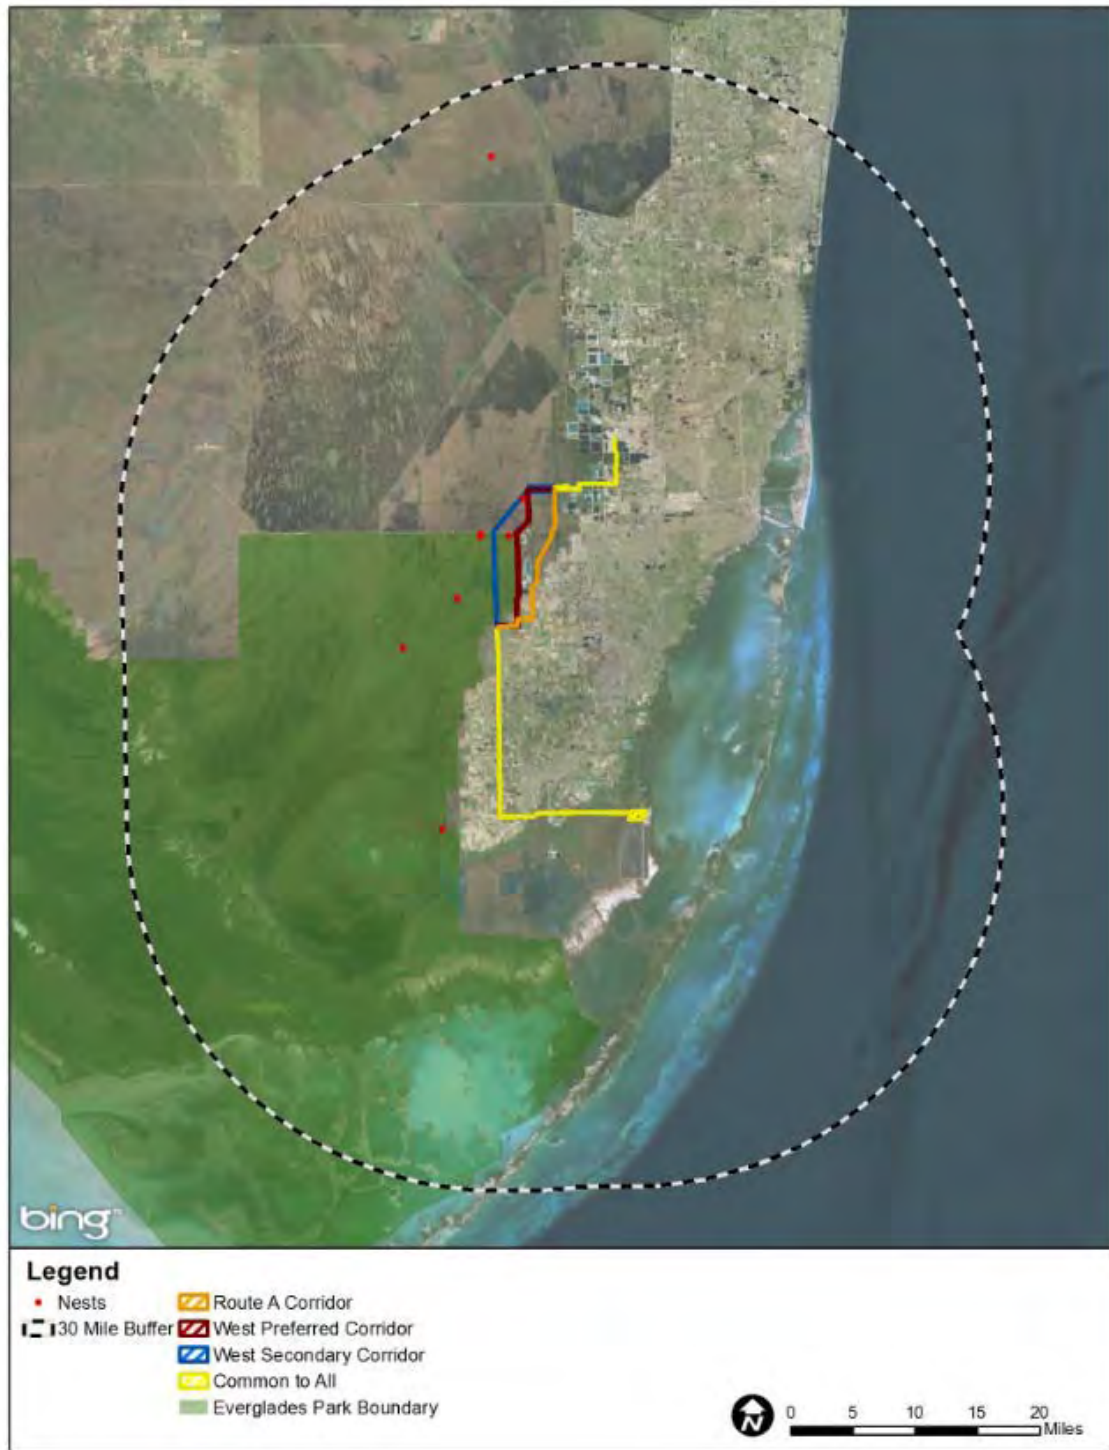 bing
Legend
Nests
30 Mile Buffer
Route A Corridor
West Preferred Corridor
West Secondary Corridor
Common to All
Everglades Park Boundary
N
0 5 10 15 20
Miles